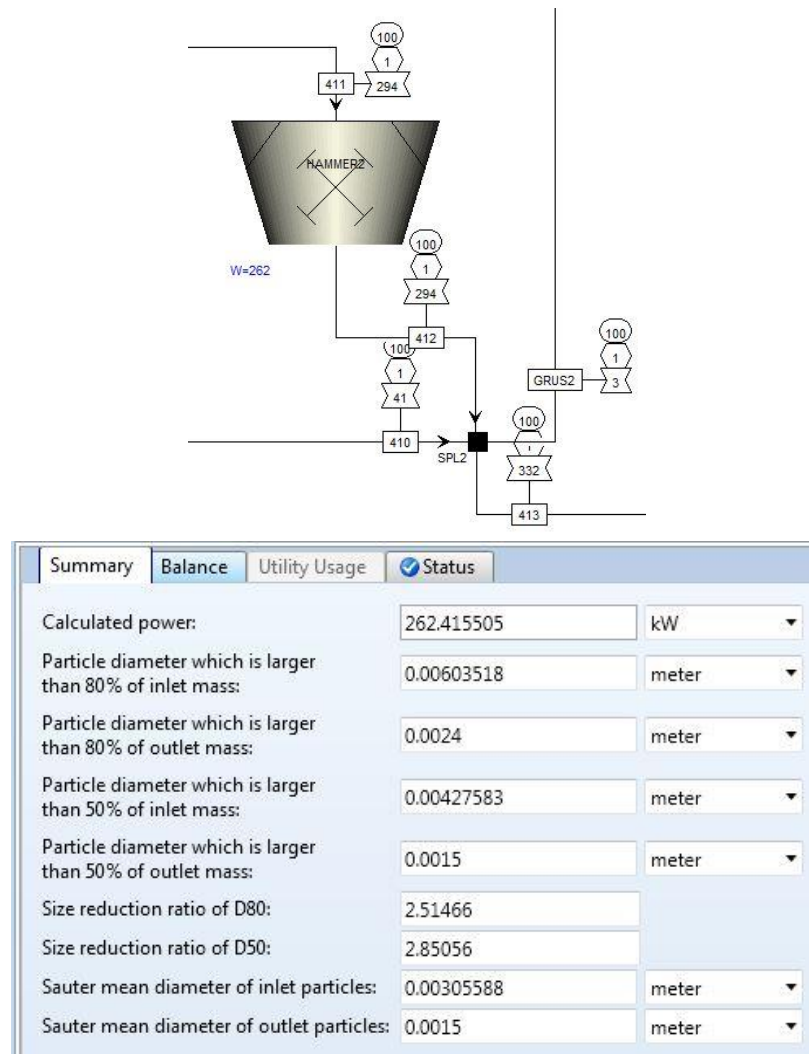 100
1
411
294
HAMMER2
W=262
100
1
294
412
100
1
41
410
SPL2
100
1
3
GRUS2
100
332
413
Summary Balance Utility Usage Status
Calculated power: 262.415505 kW
Particle diameter which is larger
than 80% of inlet mass: 0.00603518 meter
Particle diameter which is larger
than 80% of outlet mass: 0.0024 meter
Particle diameter which is larger
than 50% of inlet mass: 0.00427583 meter
Particle diameter which is larger
than 50% of outlet mass: 0.0015 meter
Size reduction ratio of D80: 2.51466
Size reduction ratio of D50: 2.85056
Sauter mean diameter of inlet particles: 0.00305588 meter
Sauter mean diameter of outlet particles: 0.0015 meter